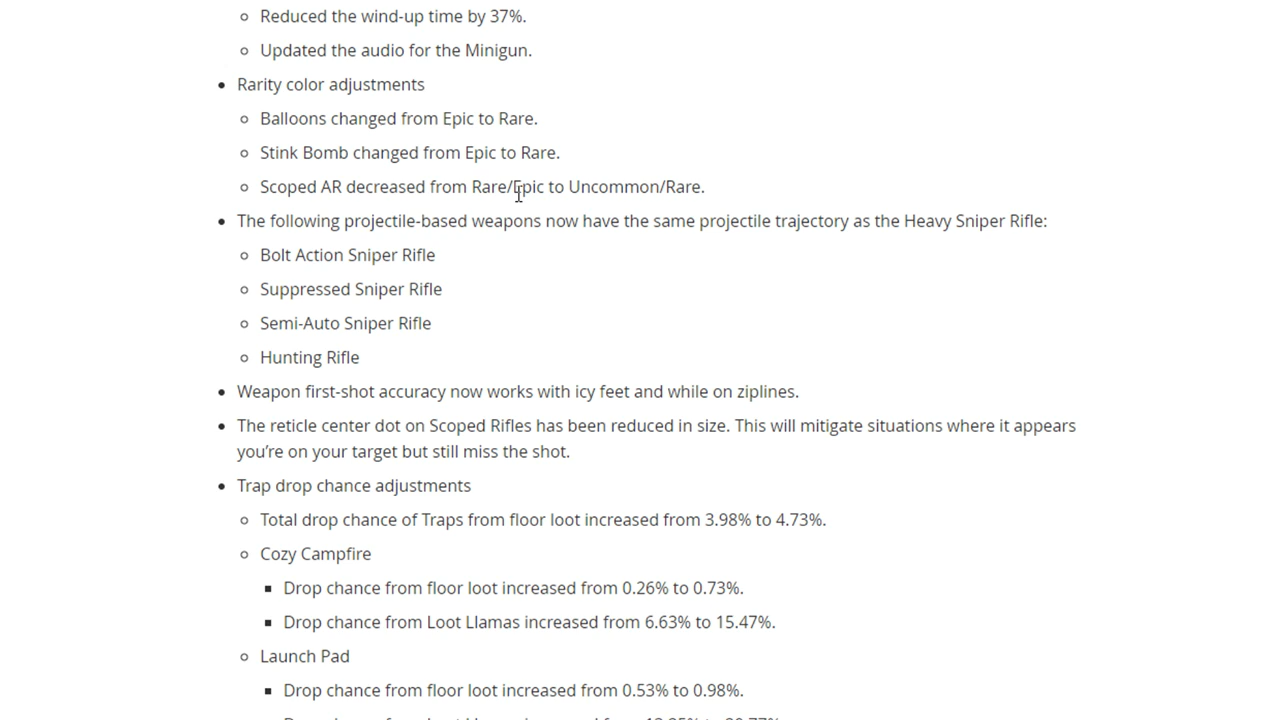 Reduced the wind-up time by 37%.
Updated the audio for the Minigun.
Rarity color adjustments
Balloons changed from Epic to Rare.
Stink Bomb changed from Epic to Rare.
Scoped AR decreased from Rare/Epic to Uncommon/Rare.
The following projectile-based weapons now have the same projectile trajectory as the Heavy Sniper Rifle:
Bolt Action Sniper Rifle
Suppressed Sniper Rifle
Semi-Auto Sniper Rifle
Hunting Rifle
Weapon first-shot accuracy now works with icy feet and while on ziplines.
The reticle center dot on Scoped Rifles has been reduced in size. This will mitigate situations where it appears
you’re on your target but still miss the shot.
Trap drop chance adjustments
Total drop chance of Traps from floor loot increased from 3.98% to 4.73%.
Cozy Campfire
Drop chance from floor loot increased from 0.26% to 0.73%.
Drop chance from Loot Llamas increased from 6.63% to 15.47%.
Launch Pad
Drop chance from floor loot increased from 0.53% to 0.98%.